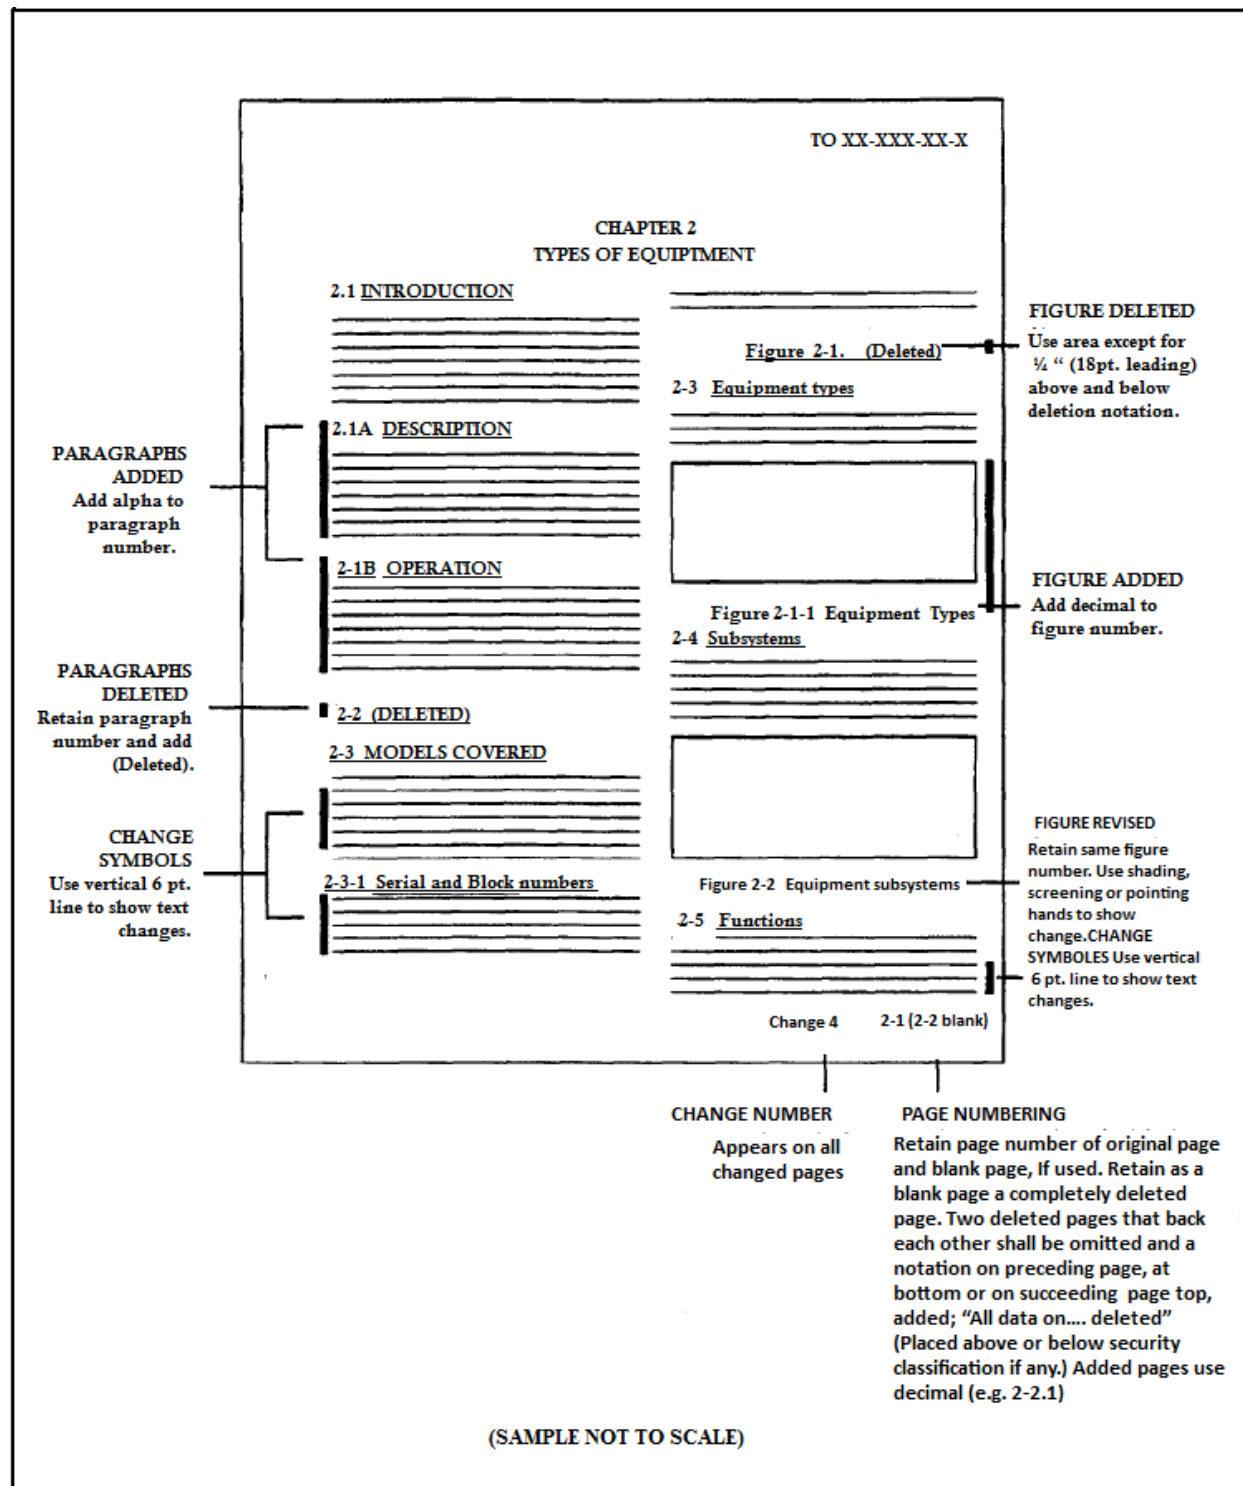 TO XX-XXX-XX-X
CHAPTER 2
TYPES OF EQUIPTMENT
2.1 INTRODUCTION
2.1A DESCRIPTION
2-1B OPERATION
2-2 (DELETED)
2-3 MODELS COVERED
2-3-1 Serial and Block numbers
Figure 2-1. (Deleted)
2-3 Equipment types
Figure 2-1-1 Equipment Types
2-4 Subsystems
Figure 2-2 Equipment subsystems
2-5 Functions
Change 4 2-1 (2-2 blank)
PARAGRAPHS
ADDED
Add alpha to
paragraph
number.
PARAGRAPHS
DELETED
Retain paragraph
number and add
(Deleted).
CHANGE
SYMBOLS
Use vertical 6 pt.
line to show text
changes.
FIGURE DELETED
Use area except for
¼ “ (18pt. leading)
above and below
deletion notation.
FIGURE ADDED
Add decimal to
figure number.
FIGURE REVISED
Retain same figure
number. Use shading,
screening or pointing
hands to show
change.CHANGE
SYMBOLES Use vertical
6 pt. line to show text
changes.
CHANGE NUMBER
Appears on all
changed pages
PAGE NUMBERING
Retain page number of original page
and blank page, If used. Retain as a
blank page a completely deleted
page. Two deleted pages that back
each other shall be omitted and a
notation on preceding page, at
bottom or on succeeding page top,
added; “All data on.... deleted”
(Placed above or below security
classification if any.) Added pages use
decimal (e.g. 2-2.1)
(SAMPLE NOT TO SCALE)